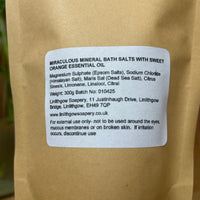 MIRACULOUS MINERAL BATH SALTS WITH SWEET
ORANGE ESSENTIAL OIL
Magnesium Sulphate (Epsom Salts), Sodium Chloride
(Himalayan Salt), Maris Sal (Dead Sea Salt), Citrus
Sinesis, Limonene, Linalool, Citral
Weight: 300g Batch No: 010425
Linlithgow Soapery, 11 Justinhaugh Drive, Linlithgow
Bridge, Linlithgow, EH49 7QP
www.linlithgowsoapery.co.uk
For external use only- not to be used around the eyes,
mucous membranes or on broken skin. If irritation
occurs, discontinue use